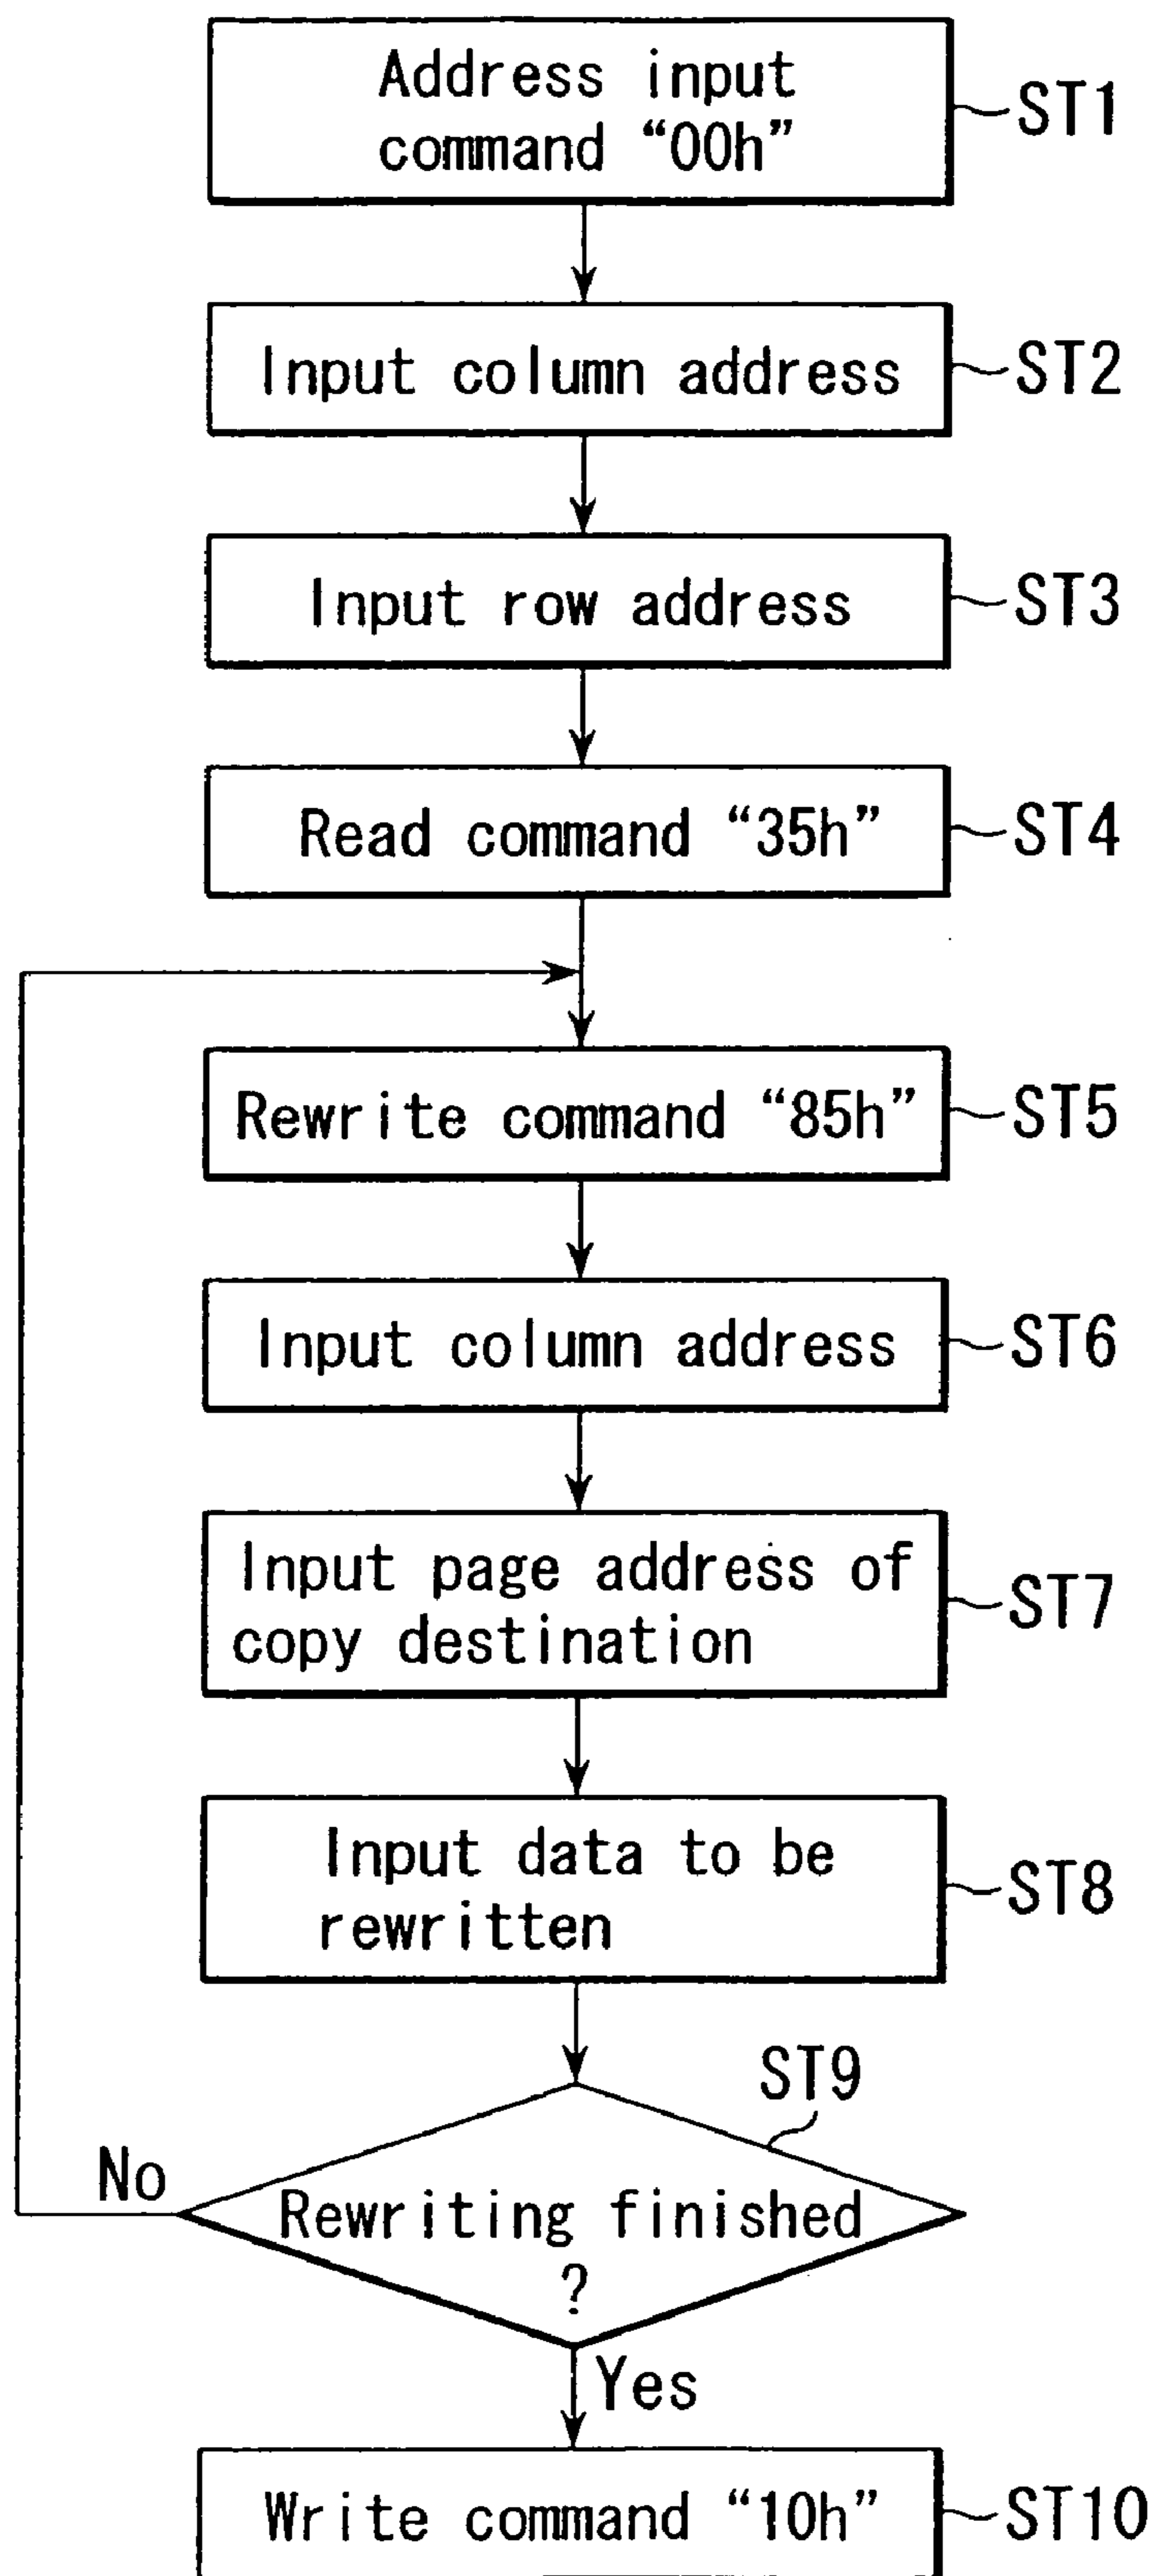 Address input
command “00h”
ST1
Input column address
ST2
Input row address
ST3
Read command “35h”
ST4
Rewrite command “85h”
ST5
Input column address
ST6
Input page address of
copy destination
ST7
Input data to be
rewritten
ST8
ST9
No
Rewriting finished
?
Yes
Write command “10h”
ST10